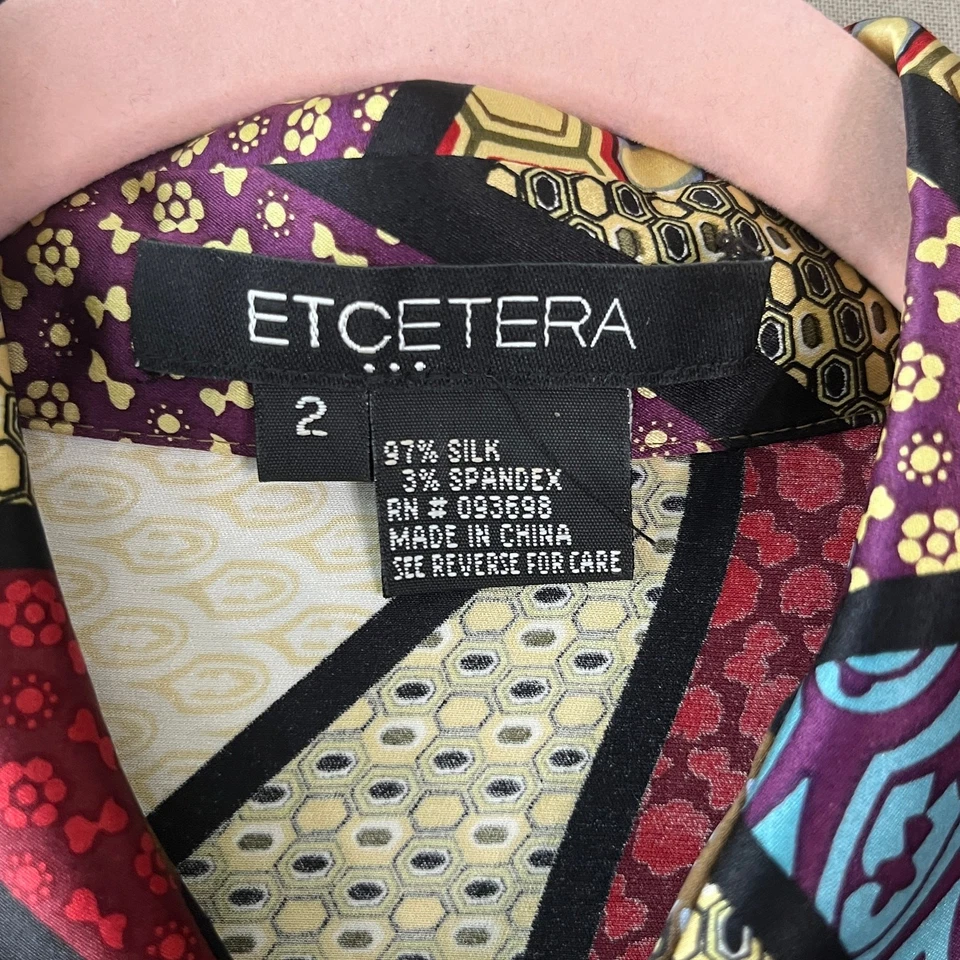 ETCETERA
...
2
97% SILK
3% SPANDEX
RN # 093698
MADE IN CHINA
SEE REVERSE FOR CARE